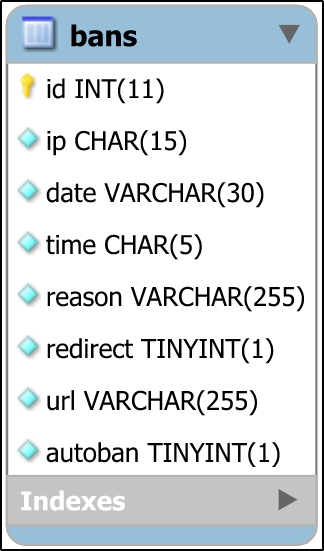 bans
id INT(11)
ip CHAR(15)
date VARCHAR(30)
time CHAR(5)
reason VARCHAR(255)
redirect TINYINT(1)
url VARCHAR(255)
autoban TINYINT(1)
Indexes